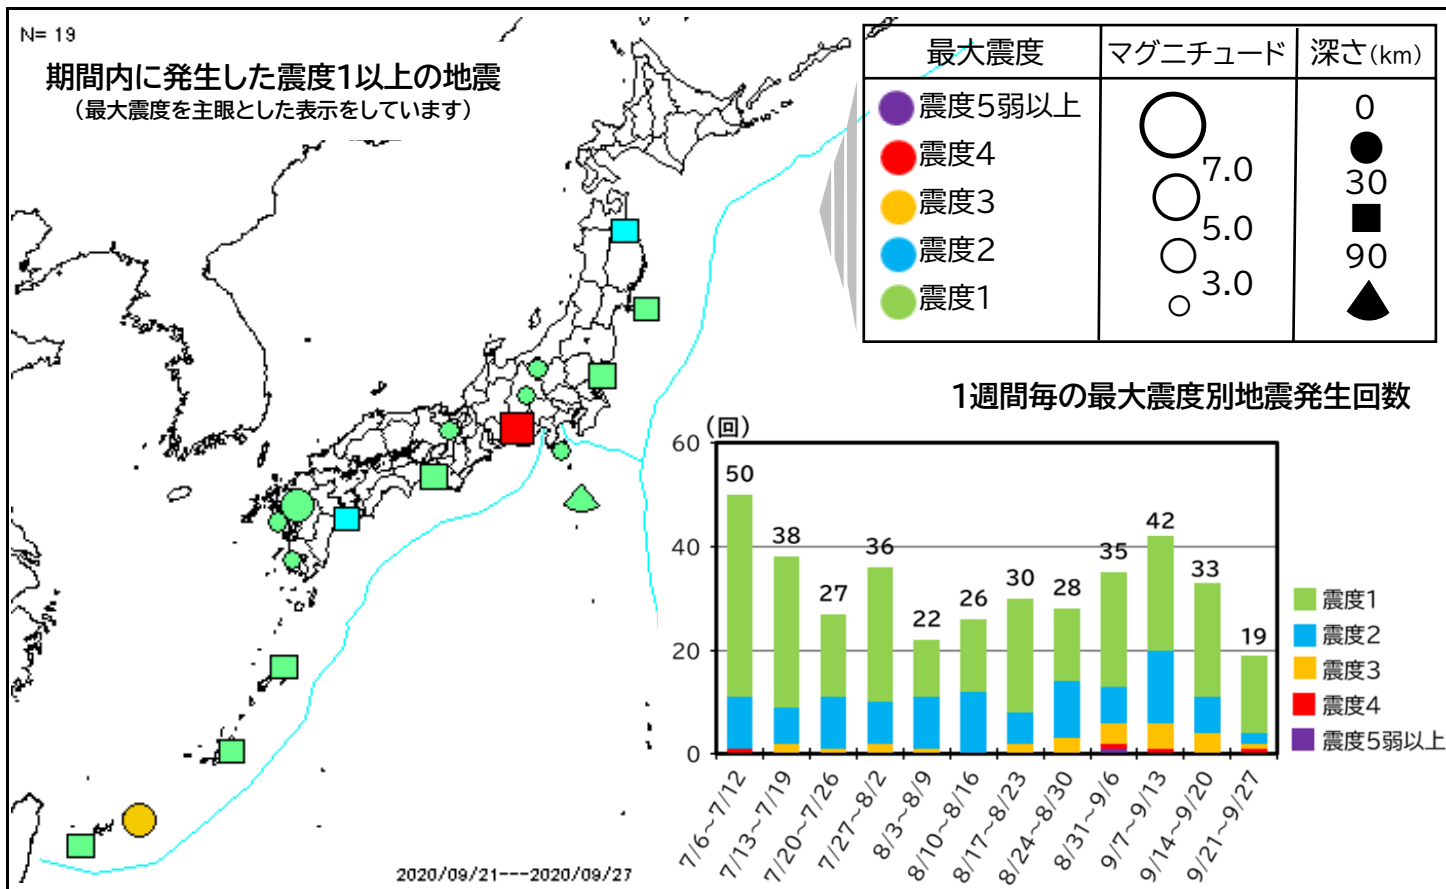 N= 19
期間内に発生した震度1以上の地震
（最大震度を主眼とした表示をしています）
最大震度 マグニチュード 深さ(km)
震度5弱以上
震度4
震度3
震度2
震度1
7.0
5.0
3.0
0
30
90
1週間毎の最大震度別地震発生回数
(回)
60
40
20
0
50
38
27
36
22
26
30
28
35
42
33
19
7/6～7/12
7/13～7/19
7/20～7/26
7/27～8/2
8/3～8/9
8/10～8/16
8/17～8/23
8/24～8/30
8/31～9/6
9/7～9/13
9/14～9/20
9/21～9/27
震度1
震度2
震度3
震度4
震度5弱以上
2020/09/21---2020/09/27